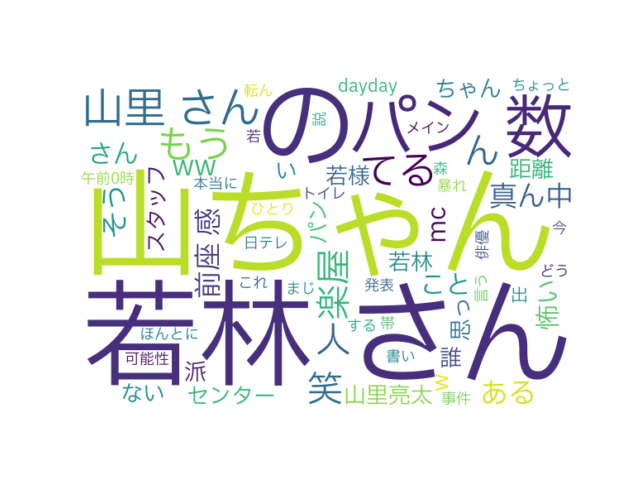 転ん
dayday
ちゃん
ちょっと
山里 さん
のパン 数
若
説
メイン
もう
さん
ww
い
てる
ん
森
距離
午前0時
スタッフ
本当に
トイレ
若様
暴れ
真ん中
そう
山ちゃん
感
ひとり
パン
mc
今
前座
日テレ
楽屋
若林
俳優
これ
まじ
発表
こと
どう
出
言う
怖い
若林 さん
ほんとに
人
する
帯
思っ
誰
可能性
派
書い
w
ない
センター
笑
山里亮太
事件
ある